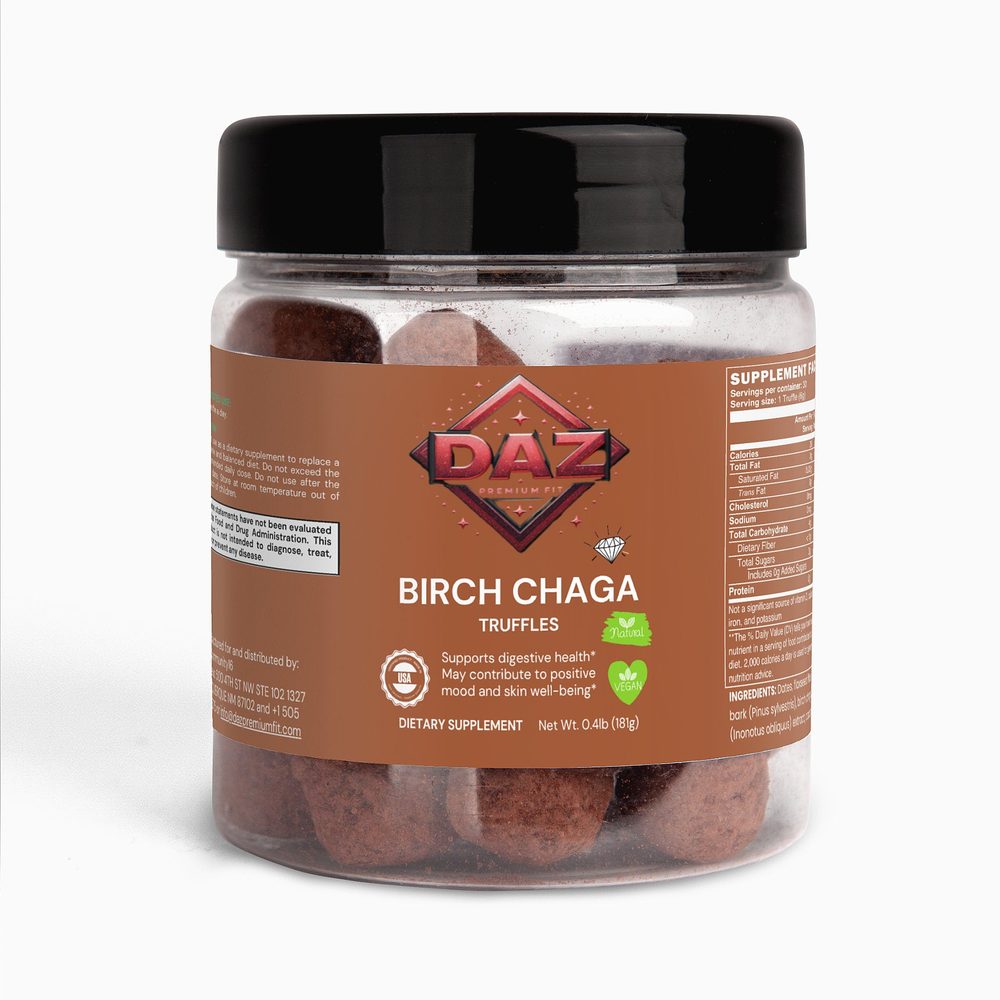 DAZ
PREMIUM FIT
BIRCH CHAGA
TRUFFLES
Natural
Supports digestive health*
May contribute to positive
mood and skin well-being*
VEGAN
USA
DIETARY SUPPLEMENT Net Wt. 0.4lb (181g)
a day
as a dietary supplement to replace a
and balanced diet. Do not exceed the
daily dose. Do not use after the
Store at room temperature out of
of children.
statements have not been evaluated
Food and Drug Administration. This
is not intended to diagnose, treat,
prevent any disease.
for and distributed by:
4TH ST NW STE 102 1327
NM 87102 and +1 505
info@dazpremiumfit.com
SUPPLEMENT
Servings per container: 30
Serving size: 1 Truffle (6g)
Amount
Calories
Total Fat
Saturated Fat
Trans Fat
Cholesterol
Sodium
Total Carbohydrate
Dietary Fiber
Total Sugars
Includes 0g Added Sugars
Protein
Not a significant source of vitamin D,
iron, and potassium
**The % Daily Value (DV) tells you
nutrient in a serving of food
diet. 2,000 calories a day is used
nutrition advice.
INGREDIENTS: Dates,
bark (Pinus sylvestris), birch
(Inonotus obliquus) extract,